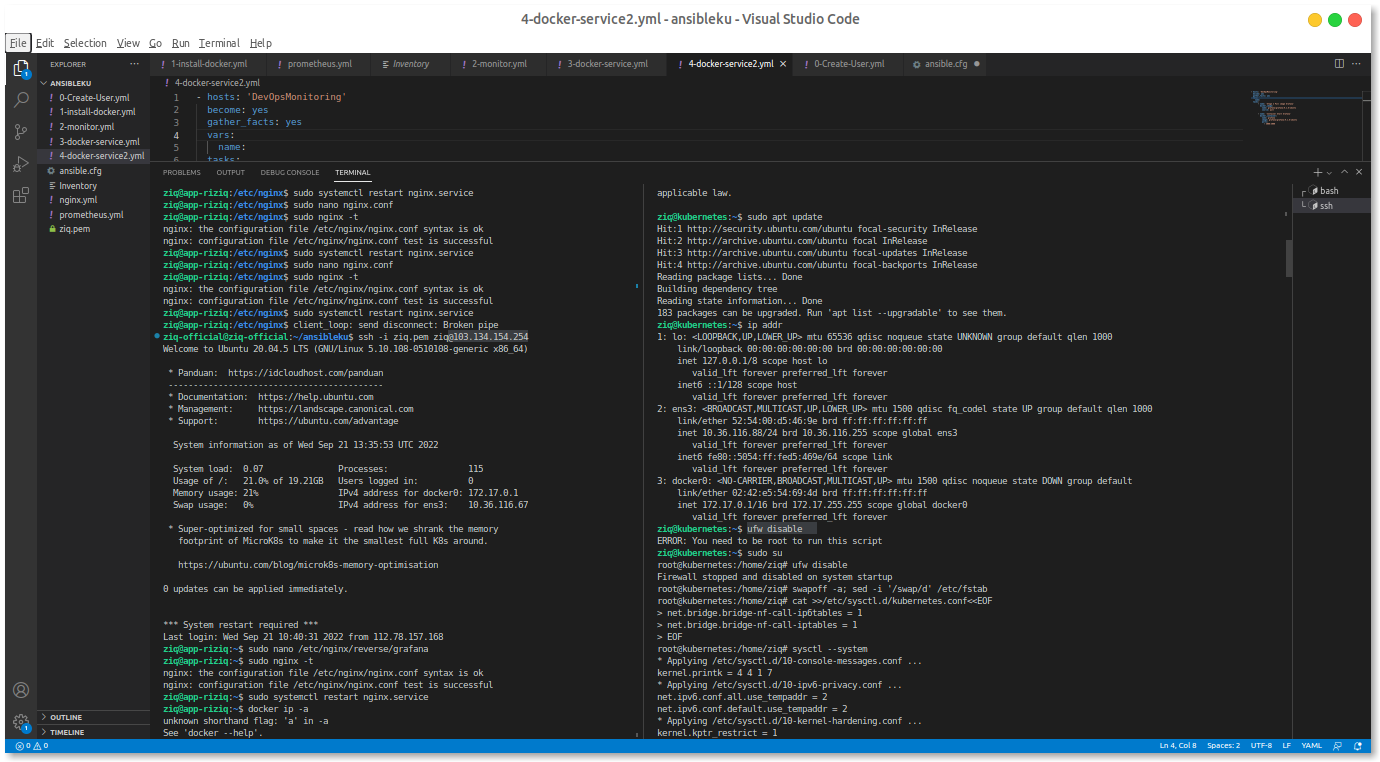 4-docker-service2.yml - ansibleku - Visual Studio Code
File Edit Selection View Go Run Terminal Help
EXPLORER ···
1-install-docker.yml prometheus.yml Inventory 2-monitor.yml 3-docker-service.yml 4-docker-service2.yml 0-Create-User.yml ansible.cfg
ANSIBLEKU
0-Create-User.yml
1-install-docker.yml
2-monitor.yml
3-docker-service.yml
4-docker-service2.yml
ansible.cfg
Inventory
nginx.yml
prometheus.yml
ziq.pem
OUTLINE
TIMELINE
4-docker-service2.yml
1 - hosts: 'DevOpsMonitoring'
2 become: yes
3 gather_facts: yes
4 vars:
5 name:
6 tasks:
PROBLEMS OUTPUT DEBUG CONSOLE TERMINAL
ziq@app-riziq:/etc/nginx$ sudo systemctl restart nginx.service
ziq@app-riziq:/etc/nginx$ sudo nano nginx.conf
ziq@app-riziq:/etc/nginx$ sudo nginx -t
nginx: the configuration file /etc/nginx/nginx.conf syntax is ok
nginx: configuration file /etc/nginx/nginx.conf test is successful
ziq@app-riziq:/etc/nginx$ sudo systemctl restart nginx.service
ziq@app-riziq:/etc/nginx$ sudo nano nginx.conf
ziq@app-riziq:/etc/nginx$ sudo nginx -t
nginx: the configuration file /etc/nginx/nginx.conf syntax is ok
nginx: configuration file /etc/nginx/nginx.conf test is successful
ziq@app-riziq:/etc/nginx$ sudo systemctl restart nginx.service
ziq@app-riziq:/etc/nginx$ client_loop: send disconnect: Broken pipe
ziq-official@ziq-official:~/ansibleku$ ssh -i ziq.pem ziq@103.134.154.254
Welcome to Ubuntu 20.04.5 LTS (GNU/Linux 5.10.108-0510108-generic x86_64)
* Panduan: https://idcloudhost.com/panduan
--------------------------------------------
* Documentation: https://help.ubuntu.com
* Management: https://landscape.canonical.com
* Support: https://ubuntu.com/advantage
System information as of Wed Sep 21 13:35:53 UTC 2022
System load: 0.07 Processes: 115
Usage of /: 21.0% of 19.21GB Users logged in: 0
Memory usage: 21% IPv4 address for docker0: 172.17.0.1
Swap usage: 0% IPv4 address for ens3: 10.36.116.67
* Super-optimized for small spaces - read how we shrank the memory
footprint of MicroK8s to make it the smallest full K8s around.
https://ubuntu.com/blog/microk8s-memory-optimisation
0 updates can be applied immediately.
*** System restart required ***
Last login: Wed Sep 21 10:40:31 2022 from 112.78.157.168
ziq@app-riziq:~$ sudo nano /etc/nginx/reverse/grafana
ziq@app-riziq:~$ sudo nginx -t
nginx: the configuration file /etc/nginx/nginx.conf syntax is ok
nginx: configuration file /etc/nginx/nginx.conf test is successful
ziq@app-riziq:~$ sudo systemctl restart nginx.service
ziq@app-riziq:~$ docker ip -a
unknown shorthand flag: 'a' in -a
See 'docker --help'.
applicable law.
ziq@kubernetes:~$ sudo apt update
Hit:1 http://security.ubuntu.com/ubuntu focal-security InRelease
Hit:2 http://archive.ubuntu.com/ubuntu focal InRelease
Hit:3 http://archive.ubuntu.com/ubuntu focal-updates InRelease
Hit:4 http://archive.ubuntu.com/ubuntu focal-backports InRelease
Reading package lists... Done
Building dependency tree
Reading state information... Done
183 packages can be upgraded. Run 'apt list --upgradable' to see them.
ziq@kubernetes:~$ ip addr
1: lo: <LOOPBACK,UP,LOWER_UP> mtu 65536 qdisc noqueue state UNKNOWN group default qlen 1000
link/loopback 00:00:00:00:00:00 brd 00:00:00:00:00:00
inet 127.0.0.1/8 scope host lo
valid_lft forever preferred_lft forever
inet6 ::1/128 scope host
valid_lft forever preferred_lft forever
2: ens3: <BROADCAST,MULTICAST,UP,LOWER_UP> mtu 1500 qdisc fq_codel state UP group default qlen 1000
link/ether 52:54:00:d5:46:9e brd ff:ff:ff:ff:ff:ff
inet 10.36.116.88/24 brd 10.36.116.255 scope global ens3
valid_lft forever preferred_lft forever
inet6 fe80::5054:ff:fed5:469e/64 scope link
valid_lft forever preferred_lft forever
3: docker0: <NO-CARRIER,BROADCAST,MULTICAST,UP> mtu 1500 qdisc noqueue state DOWN group default
link/ether 02:42:e5:54:69:4d brd ff:ff:ff:ff:ff:ff
inet 172.17.0.1/16 brd 172.17.255.255 scope global docker0
valid_lft forever preferred_lft forever
ziq@kubernetes:~$ ufw disable
ERROR: You need to be root to run this script
ziq@kubernetes:~$ sudo su
root@kubernetes:/home/ziq# ufw disable
Firewall stopped and disabled on system startup
root@kubernetes:/home/ziq# swapoff -a; sed -i '/swap/d' /etc/fstab
root@kubernetes:/home/ziq# cat >>/etc/sysctl.d/kubernetes.conf<<EOF
> net.bridge.bridge-nf-call-ip6tables = 1
> net.bridge.bridge-nf-call-iptables = 1
> EOF
root@kubernetes:/home/ziq# sysctl --system
* Applying /etc/sysctl.d/10-console-messages.conf ...
kernel.printk = 4 4 1 7
* Applying /etc/sysctl.d/10-ipv6-privacy.conf ...
net.ipv6.conf.all.use_tempaddr = 2
net.ipv6.conf.default.use_tempaddr = 2
* Applying /etc/sysctl.d/10-kernel-hardening.conf ...
kernel.kptr_restrict = 1
bash
ssh
0 0
Ln 4, Col 8 Spaces: 2 UTF-8 LF YAML